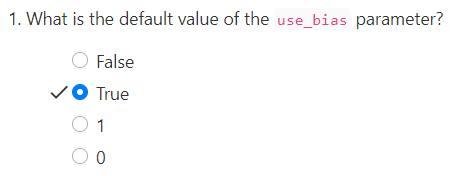 1. What is the default value of the use_bias parameter?
False
True
1
0